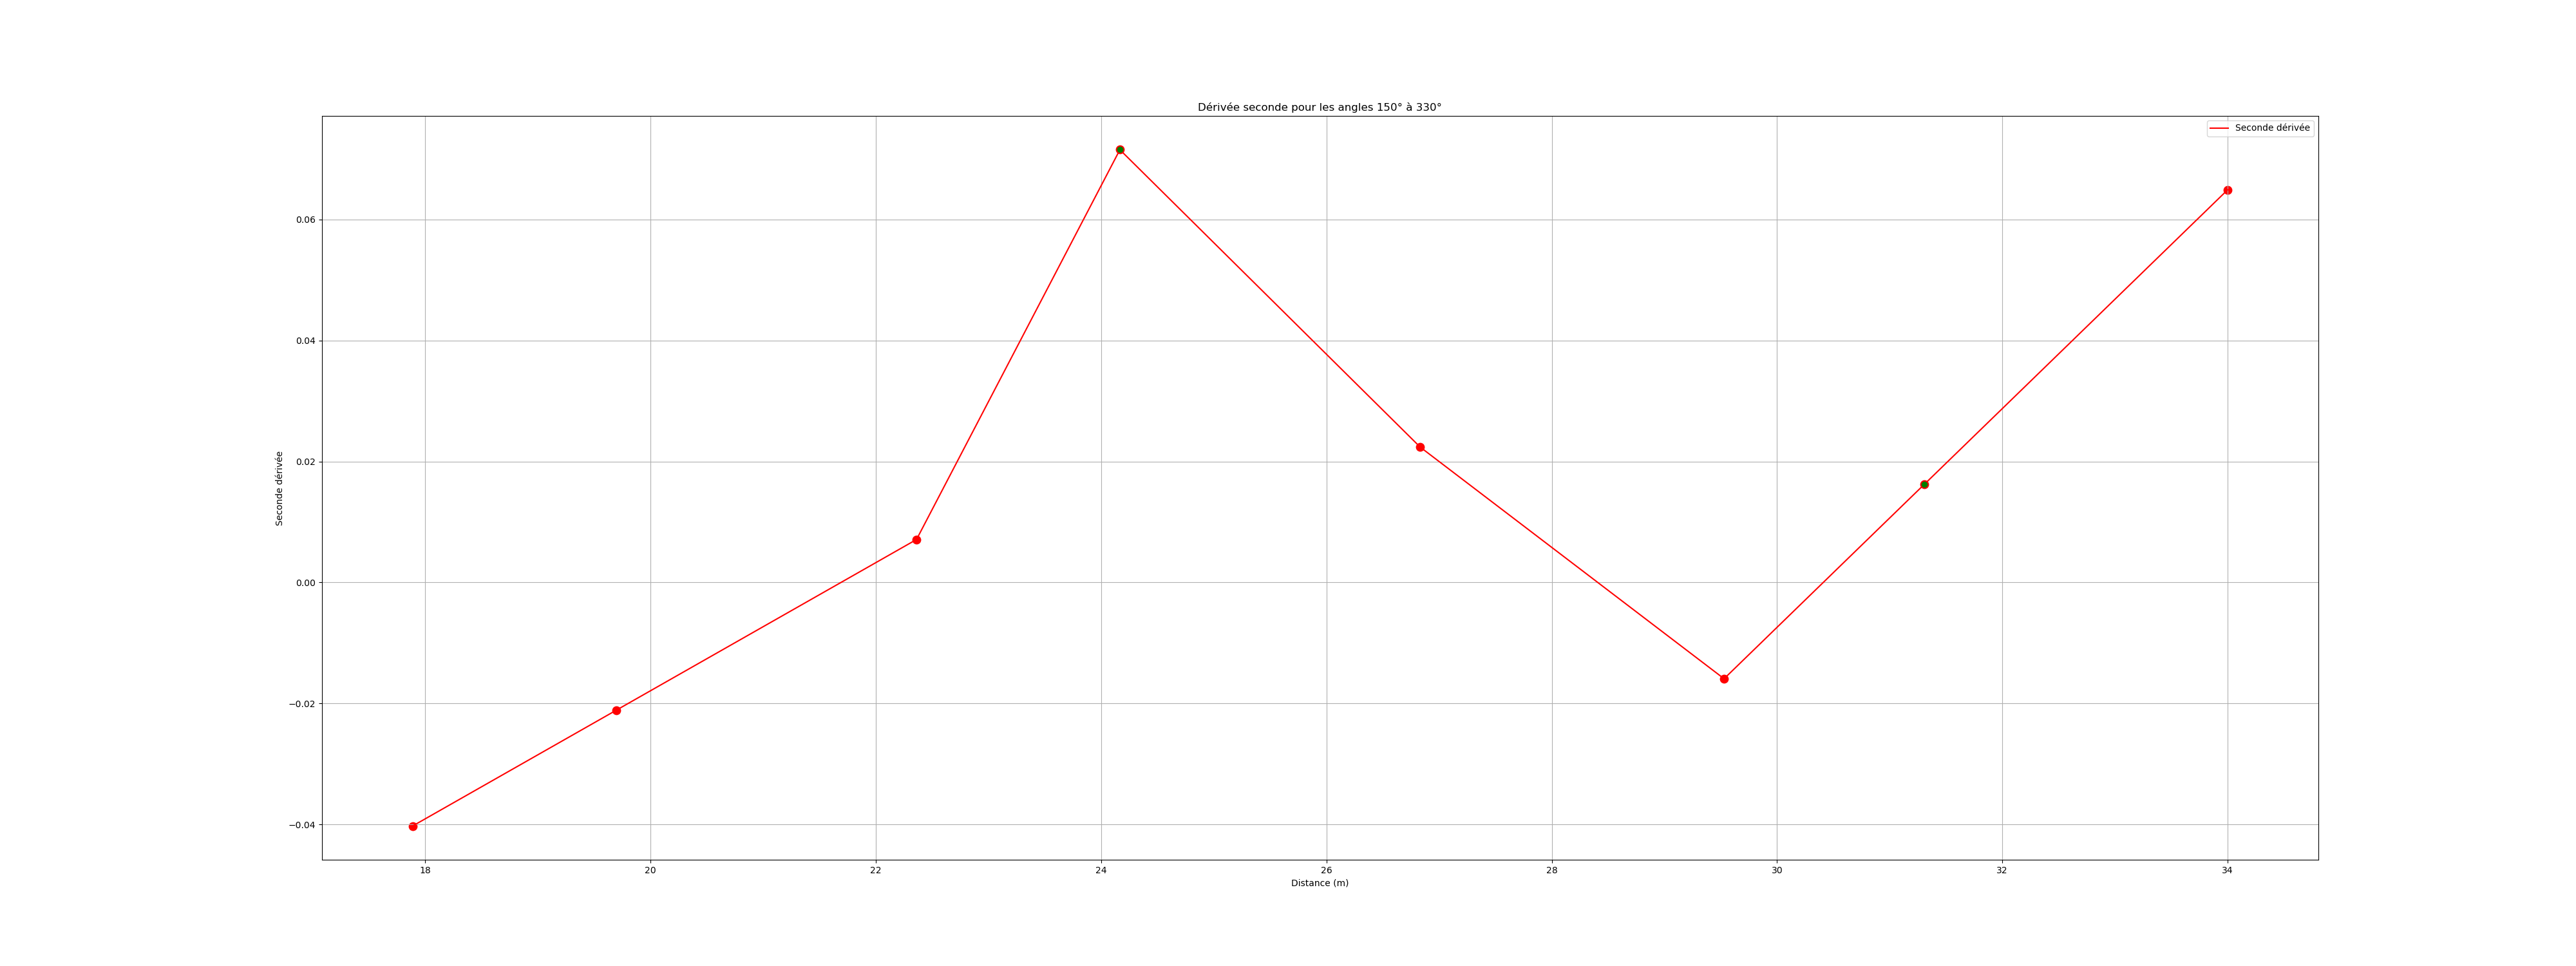 Dérivée seconde pour les angles 150° à 330°
Seconde dérivée
0.06
0.04
0.02
0.00
−0.02
−0.04
Seconde dérivée
18 20 22 24 26 28 30 32 34
Distance (m)